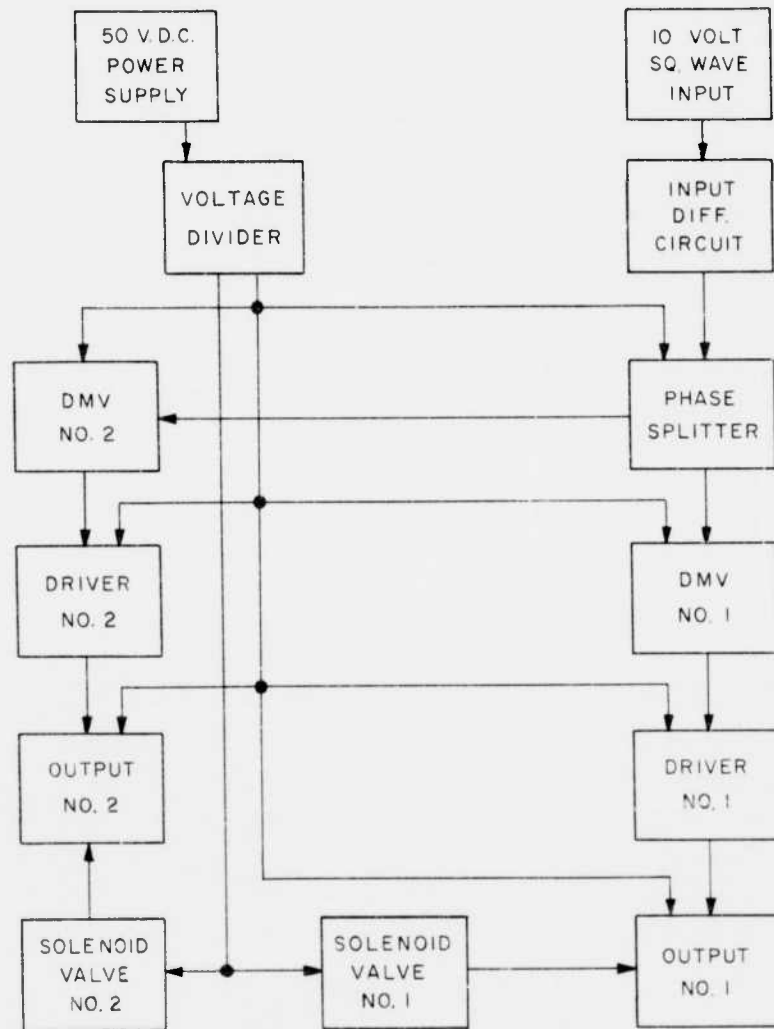 50 V. D.C.
POWER
SUPPLY
10 VOLT
SQ. WAVE
INPUT
VOLTAGE
DIVIDER
INPUT
DIFF.
CIRCUIT
DMV
NO. 2
PHASE
SPLITTER
DRIVER
NO. 2
DMV
NO. 1
OUTPUT
NO. 2
DRIVER
NO. 1
SOLENOID
VALVE
NO. 2
SOLENOID
VALVE
NO. 1
OUTPUT
NO. 1